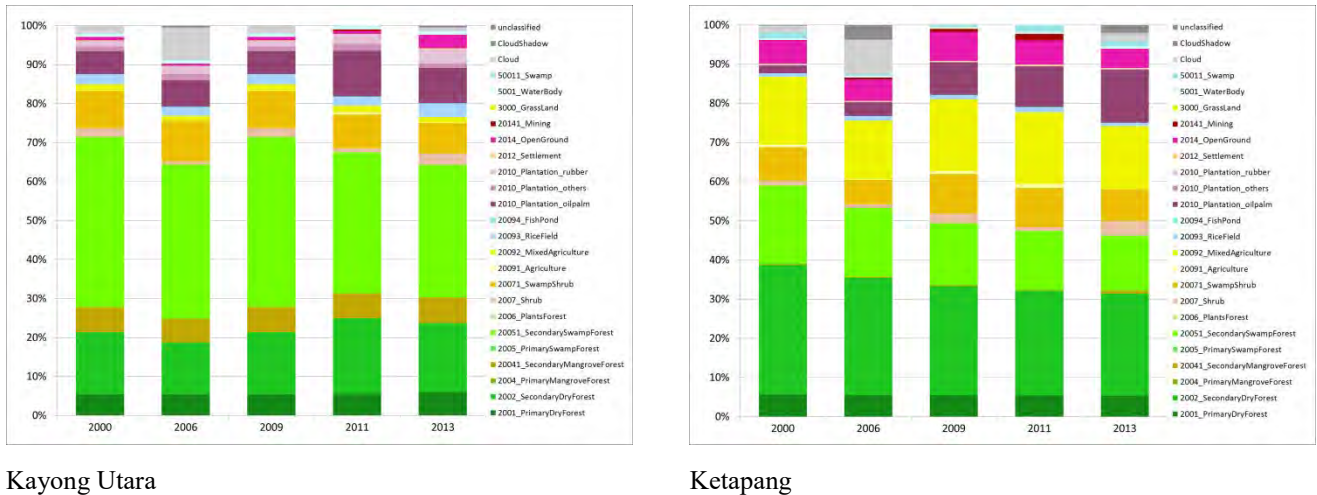 100%
90%
80%
70%
60%
50%
40%
30%
20%
10%
0%
2000 2006 2009 2011 2013
unclassified
CloudShadow
Cloud
50011_Swamp
5001_WaterBody
3000_GrassLand
20141_Mining
2014_OpenGround
2012_Settlement
2010_Plantation_rubber
2010_Plantation_others
2010_Plantation_oilpalm
20094_FishPond
20093_RiceField
20092_MixedAgriculture
20091_Agriculture
20071_SwampShrub
2007_Shrub
2006_PlantsForest
20051_SecondarySwampForest
2005_PrimarySwampForest
20041_SecondaryMangroveForest
2004_PrimaryMangroveForest
2002_SecondaryDryForest
2001_PrimaryDryForest
Kayong Utara
100%
90%
80%
70%
60%
50%
40%
30%
20%
10%
0%
2000 2006 2009 2011 2013
unclassified
CloudShadow
Cloud
50011_Swamp
5001_WaterBody
3000_GrassLand
20141_Mining
2014_OpenGround
2012_Settlement
2010_Plantation_rubber
2010_Plantation_others
2010_Plantation_oilpalm
20094_FishPond
20093_RiceField
20092_MixedAgriculture
20091_Agriculture
20071_SwampShrub
2007_Shrub
2006_PlantsForest
20051_SecondarySwampForest
2005_PrimarySwampForest
20041_SecondaryMangroveForest
2004_PrimaryMangroveForest
2002_SecondaryDryForest
2001_PrimaryDryForest
Ketapang